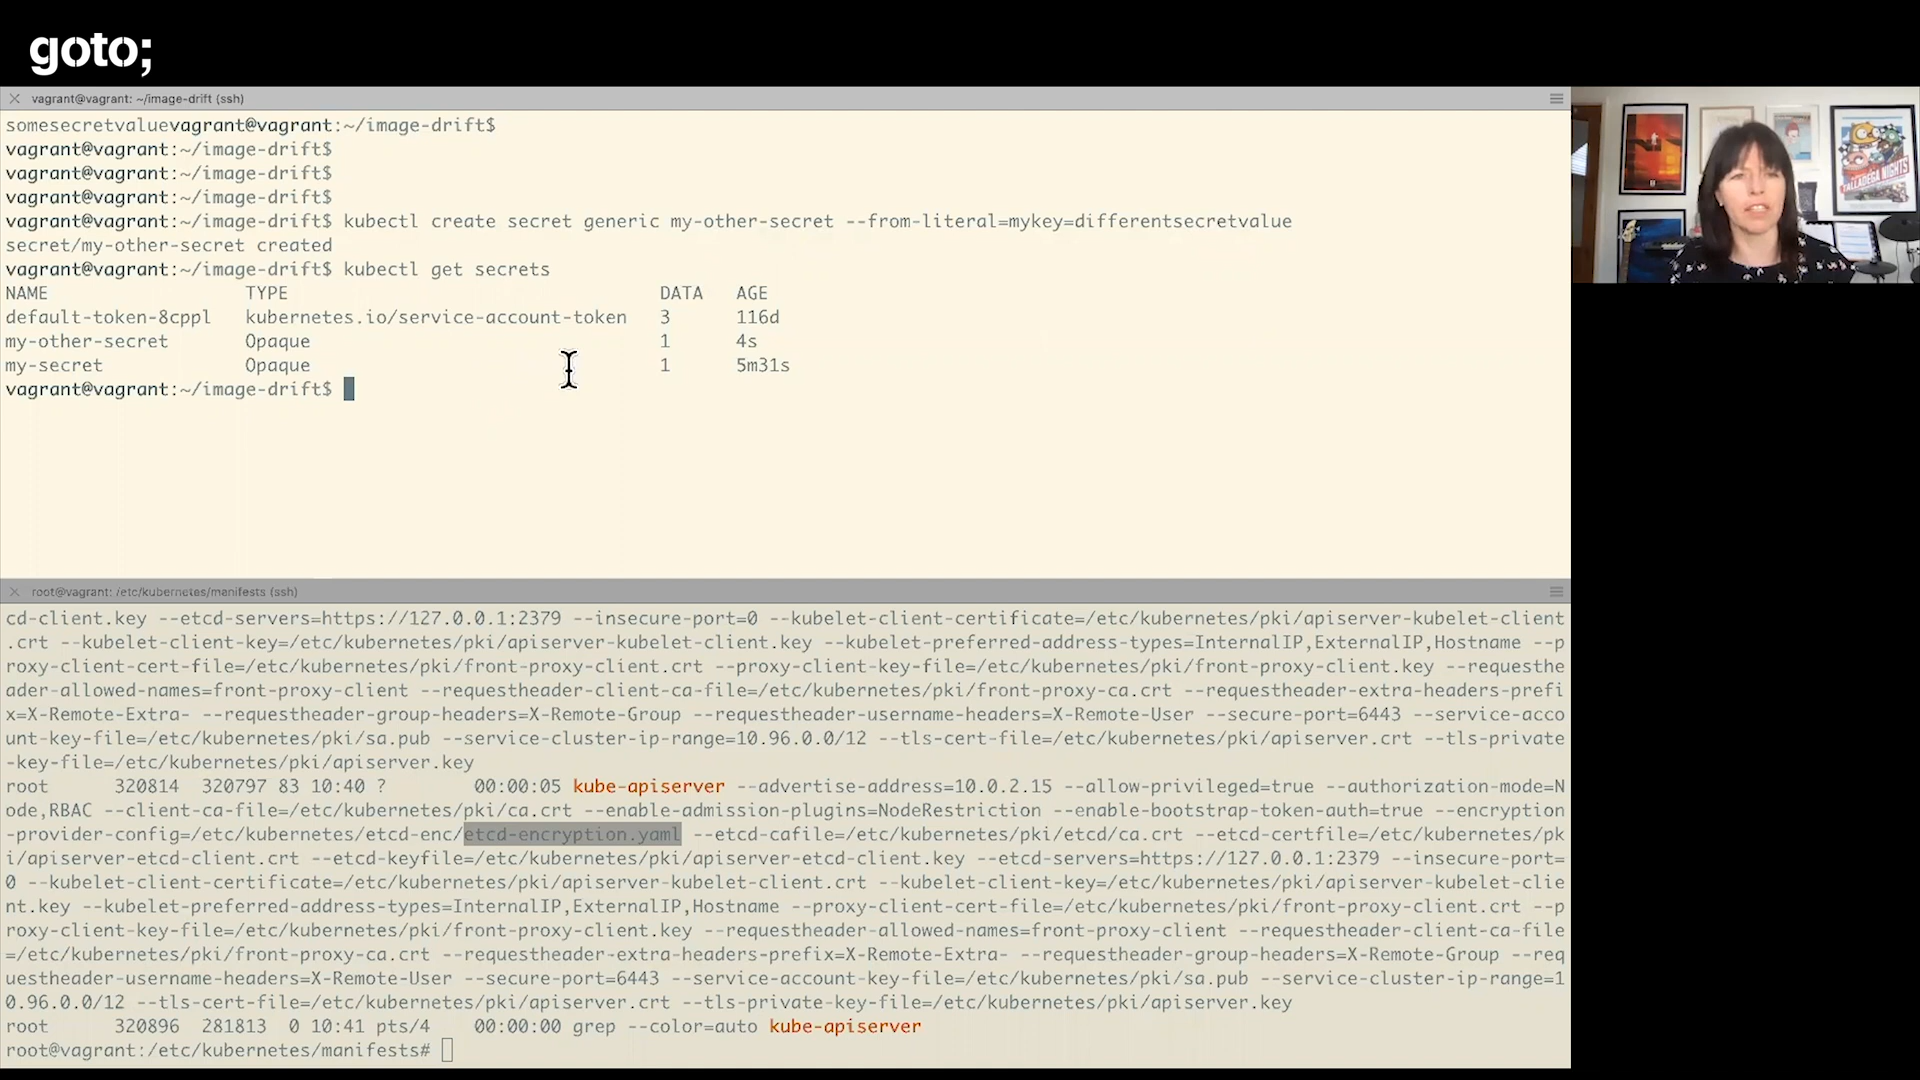 goto;
vagrant@vagrant: ~/image-drift (ssh)
somesecretvaluevagrant@vagrant:~/image-drift$
vagrant@vagrant:~/image-drift$
vagrant@vagrant:~/image-drift$
vagrant@vagrant:~/image-drift$
vagrant@vagrant:~/image-drift$ kubectl create secret generic my-other-secret --from-literal=mykey=differentsecretvalue
secret/my-other-secret created
vagrant@vagrant:~/image-drift$ kubectl get secrets
NAME TYPE DATA AGE
default-token-8cppl kubernetes.io/service-account-token 3 116d
my-other-secret Opaque 1 4s
my-secret Opaque 1 5m31s
vagrant@vagrant:~/image-drift$
TALLADEGA NIGHTS
root@vagrant: /etc/kubernetes/manifests (ssh)
cd-client.key --etcd-servers=https://127.0.0.1:2379 --insecure-port=0 --kubelet-client-certificate=/etc/kubernetes/pki/apiserver-kubelet-client
.crt --kubelet-client-key=/etc/kubernetes/pki/apiserver-kubelet-client.key --kubelet-preferred-address-types=InternalIP,ExternalIP,Hostname --p
roxy-client-cert-file=/etc/kubernetes/pki/front-proxy-client.crt --proxy-client-key-file=/etc/kubernetes/pki/front-proxy-client.key --requesthe
ader-allowed-names=front-proxy-client --requestheader-client-ca-file=/etc/kubernetes/pki/front-proxy-ca.crt --requestheader-extra-headers-prefi
x=X-Remote-Extra- --requestheader-group-headers=X-Remote-Group --requestheader-username-headers=X-Remote-User --secure-port=6443 --service-acco
unt-key-file=/etc/kubernetes/pki/sa.pub --service-cluster-ip-range=10.96.0.0/12 --tls-cert-file=/etc/kubernetes/pki/apiserver.crt --tls-private
-key-file=/etc/kubernetes/pki/apiserver.key
root 320814 320797 83 10:40 ? 00:00:05 kube-apiserver --advertise-address=10.0.2.15 --allow-privileged=true --authorization-mode=N
ode,RBAC --client-ca-file=/etc/kubernetes/pki/ca.crt --enable-admission-plugins=NodeRestriction --enable-bootstrap-token-auth=true --encryption
-provider-config=/etc/kubernetes/etcd-enc/etcd-encryption.yaml --etcd-cafile=/etc/kubernetes/pki/etcd/ca.crt --etcd-certfile=/etc/kubernetes/pk
i/apiserver-etcd-client.crt --etcd-keyfile=/etc/kubernetes/pki/apiserver-etcd-client.key --etcd-servers=https://127.0.0.1:2379 --insecure-port=
0 --kubelet-client-certificate=/etc/kubernetes/pki/apiserver-kubelet-client.crt --kubelet-client-key=/etc/kubernetes/pki/apiserver-kubelet-clie
nt.key --kubelet-preferred-address-types=InternalIP,ExternalIP,Hostname --proxy-client-cert-file=/etc/kubernetes/pki/front-proxy-client.crt --p
roxy-client-key-file=/etc/kubernetes/pki/front-proxy-client.key --requestheader-allowed-names=front-proxy-client --requestheader-client-ca-file
=/etc/kubernetes/pki/front-proxy-ca.crt --requestheader-extra-headers-prefix=X-Remote-Extra- --requestheader-group-headers=X-Remote-Group --req
uestheader-username-headers=X-Remote-User --secure-port=6443 --service-account-key-file=/etc/kubernetes/pki/sa.pub --service-cluster-ip-range=1
0.96.0.0/12 --tls-cert-file=/etc/kubernetes/pki/apiserver.crt --tls-private-key-file=/etc/kubernetes/pki/apiserver.key
root 320896 281813 0 10:41 pts/4 00:00:00 grep --color=auto kube-apiserver
root@vagrant:/etc/kubernetes/manifests#